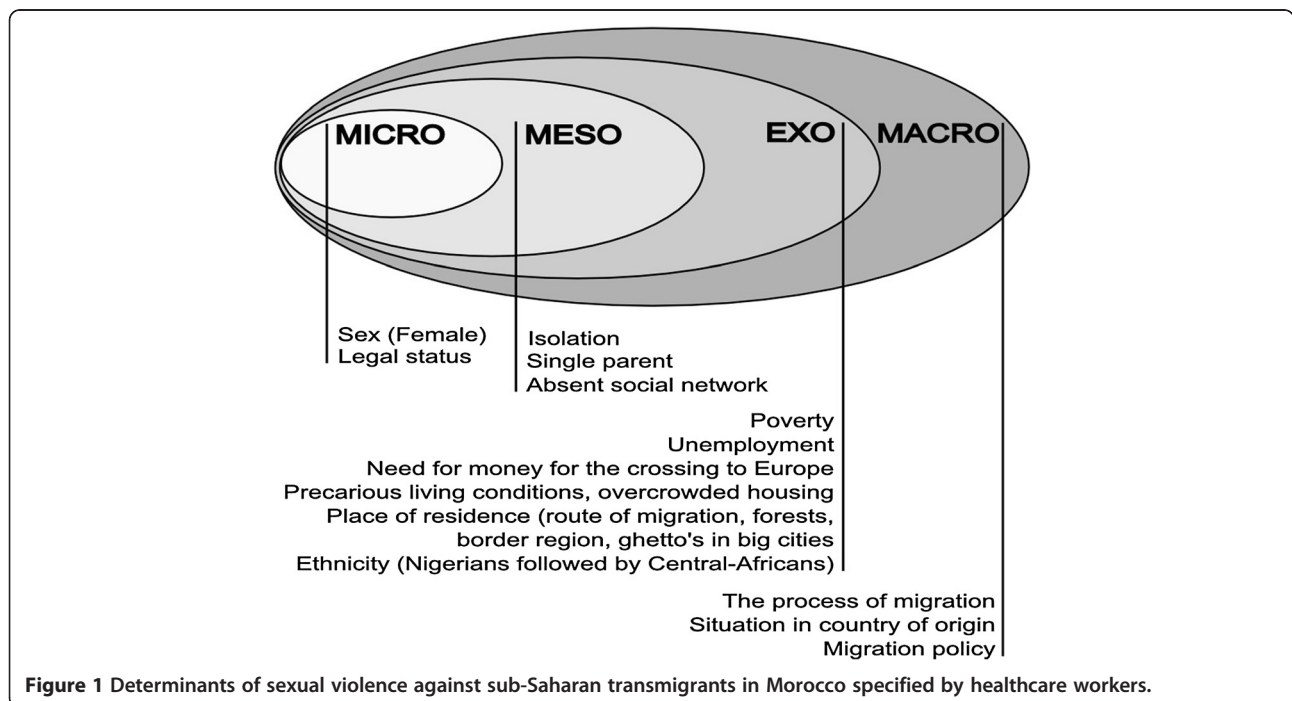 MICRO
MESO
EXO
MACRO
Sex (Female)
Legal status
Isolation
Single parent
Absent social network
Poverty
Unemployment
Need for money for the crossing to Europe
Precarious living conditions, overcrowded housing
Place of residence (route of migration, forests,
border region, ghetto's in big cities
Ethnicity (Nigerians followed by Central-Africans)
The process of migration
Situation in country of origin
Migration policy
Figure 1 Determinants of sexual violence against sub-Saharan transmigrants in Morocco specified by healthcare workers.